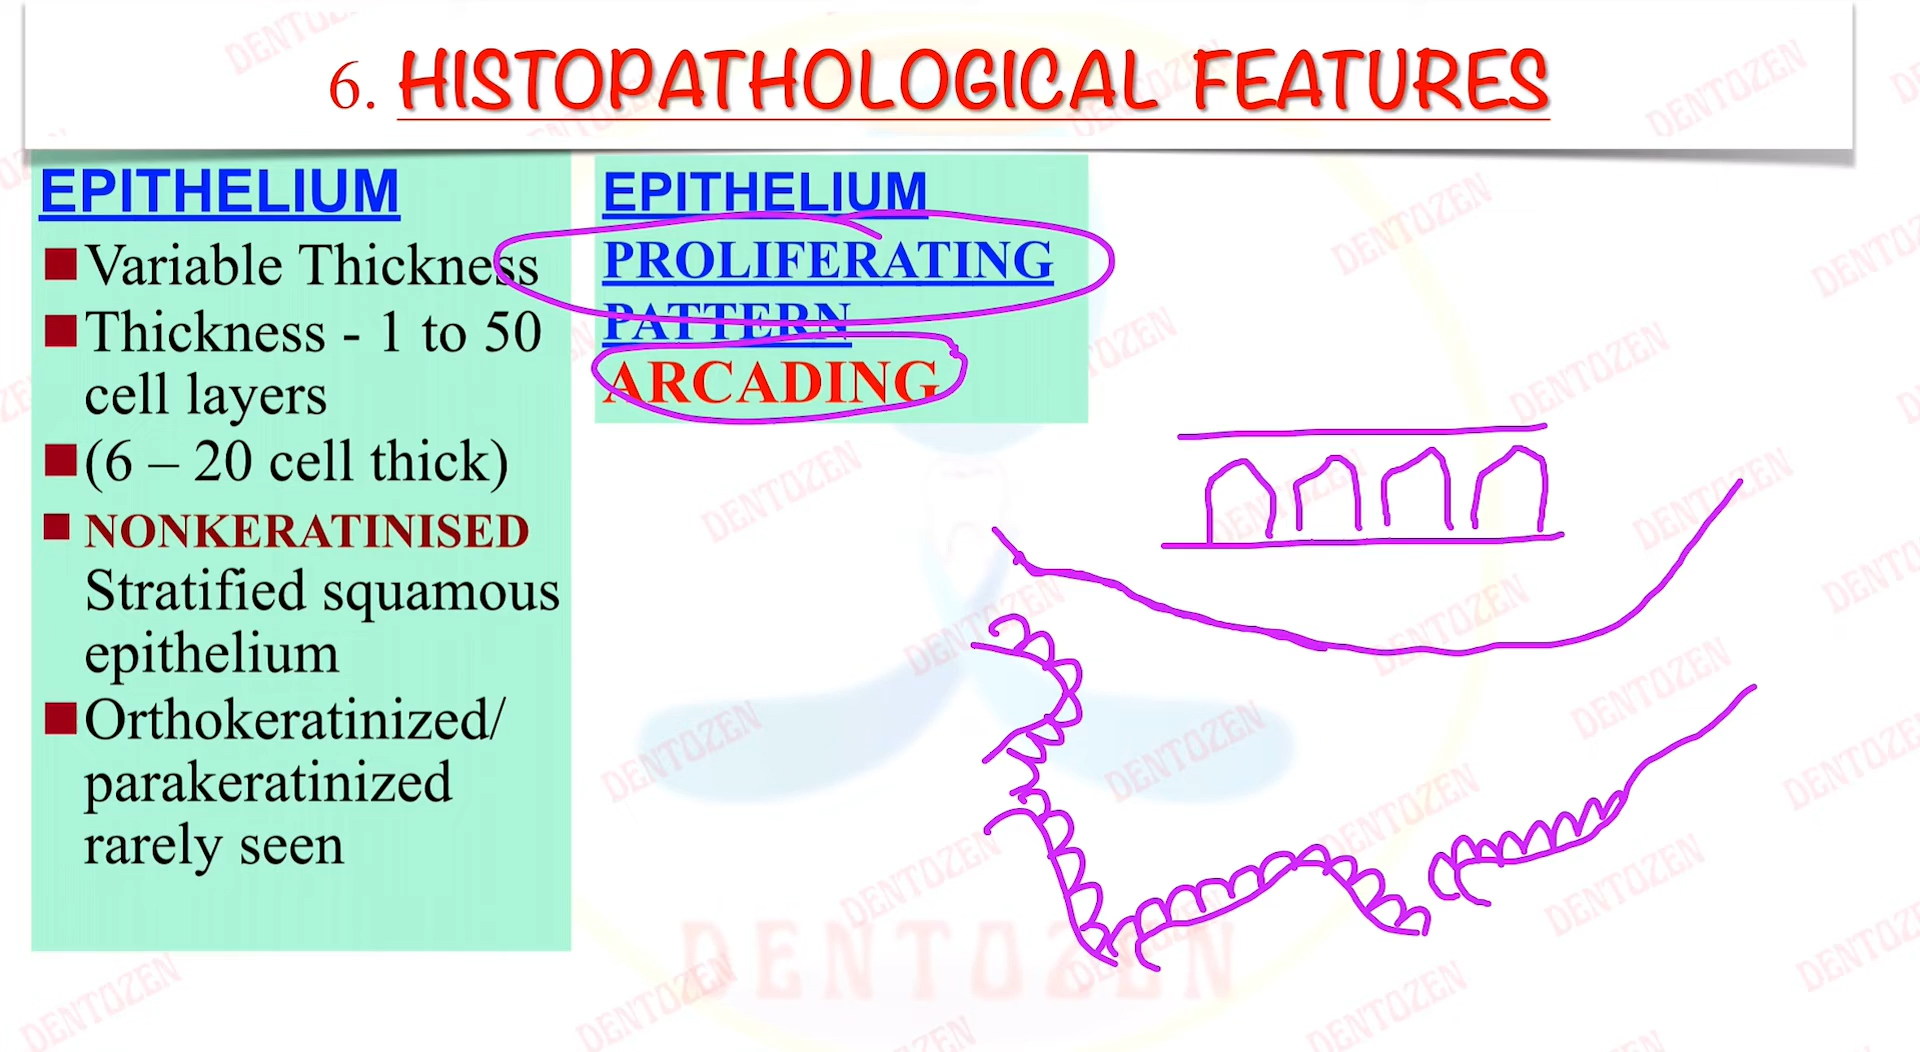 6. HISTOPATHOLOGICAL FEATURES
EPITHELIUM
Variable Thickness
Thickness - 1 to 50
cell layers
(6 – 20 cell thick)
NONKERATINISED
Stratified squamous
epithelium
Orthokeratinized/
parakeratinized
rarely seen
EPITHELIUM
PROLIFERATING
PATTERN
ARCADING
DENTOZEN